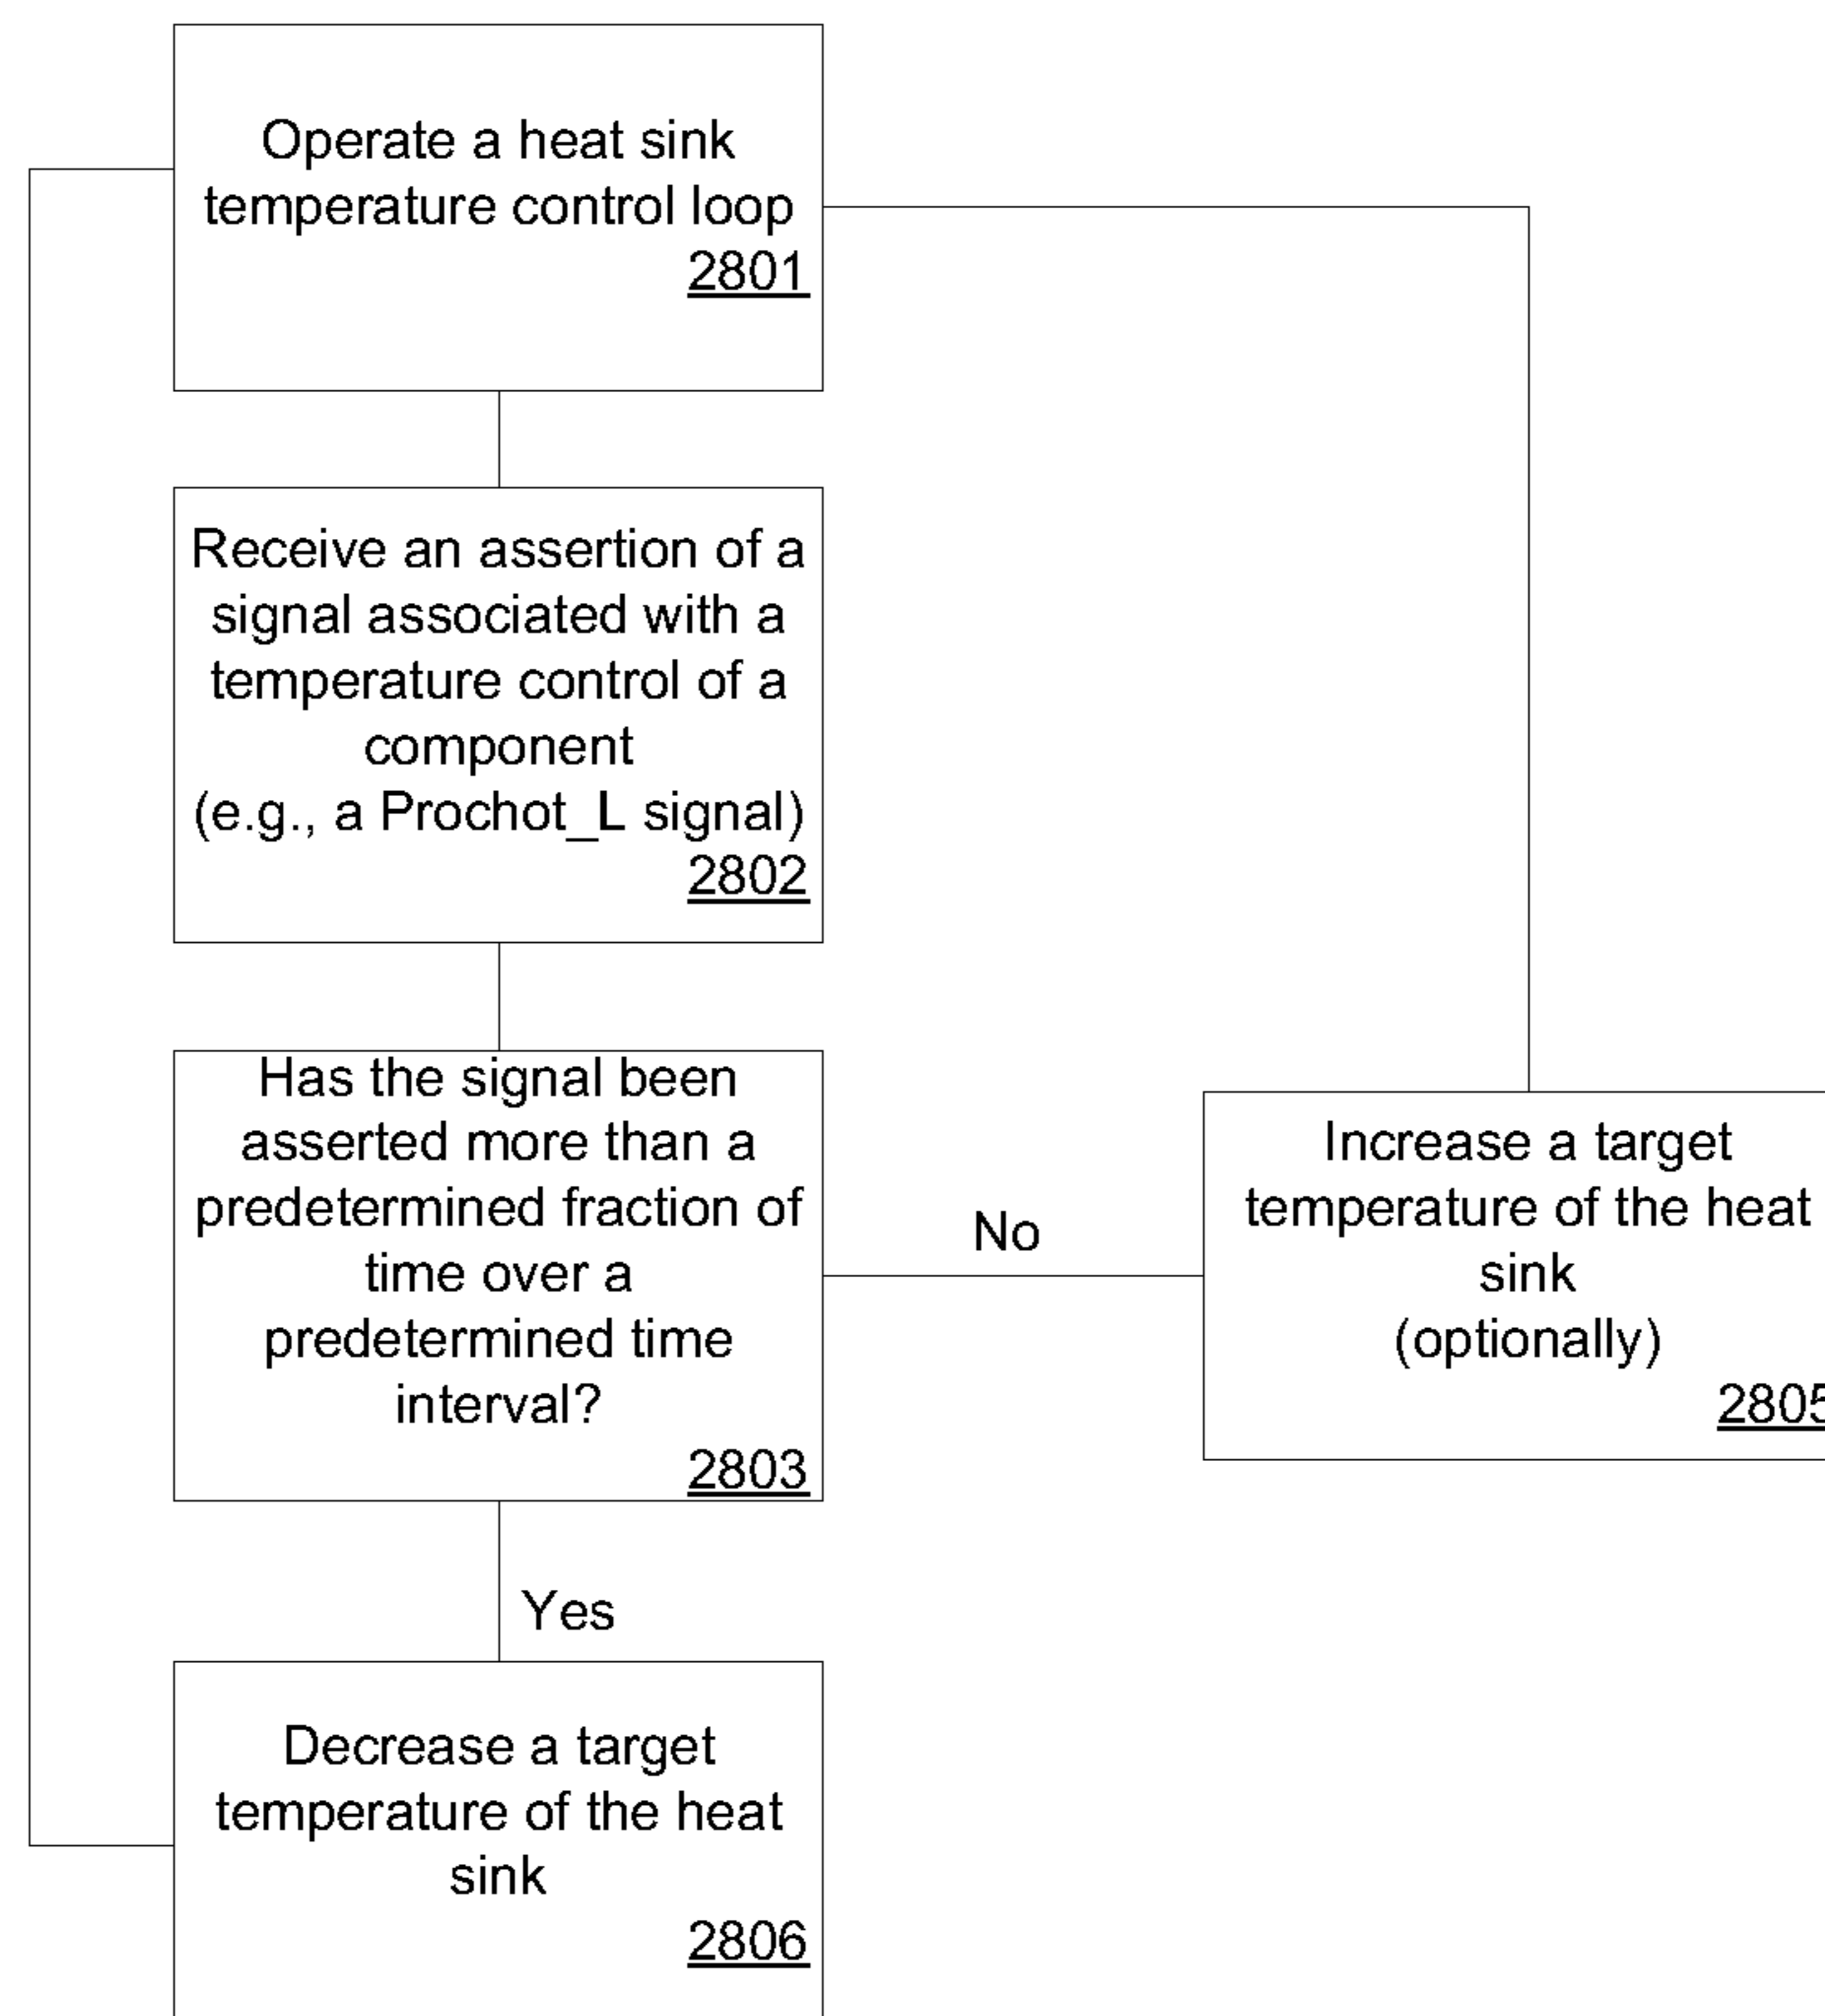 Operate a heat sink
temperature control loop
2801
Receive an assertion of a
signal associated with a
temperature control of a
component
(e.g., a Prochot_L signal)
2802
Has the signal been
asserted more than a
predetermined fraction of
time over a
predetermined time
interval?
2803
No
Increase a target
temperature of the heat
sink
(optionally)
2805
Yes
Decrease a target
temperature of the heat
sink
2806